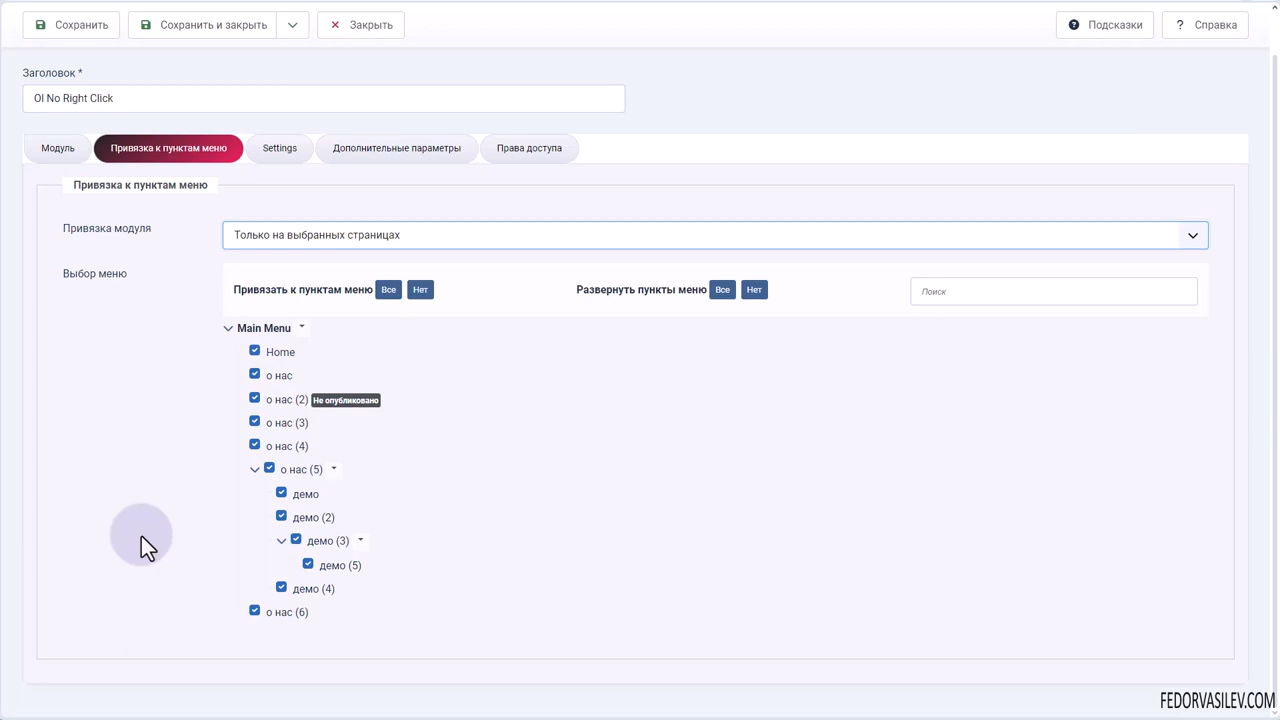 Сохранить
Сохранить и закрыть
Закрыть
Подсказки
? Справка
Заголовок *
OI No Right Click
Модуль
Привязка к пунктам меню
Settings
Дополнительные параметры
Права доступа
Привязка к пунктам меню
Привязка модуля
Только на выбранных страницах
Выбор меню
Привязать к пунктам меню Все Нет
Развернуть пункты меню Все Нет
Поиск
Main Menu
Home
о нас
о нас (2) Не опубликовано
о нас (3)
о нас (4)
о нас (5)
демо
демо (2)
демо (3)
демо (5)
демо (4)
о нас (6)
FEDORVASILEV.COM